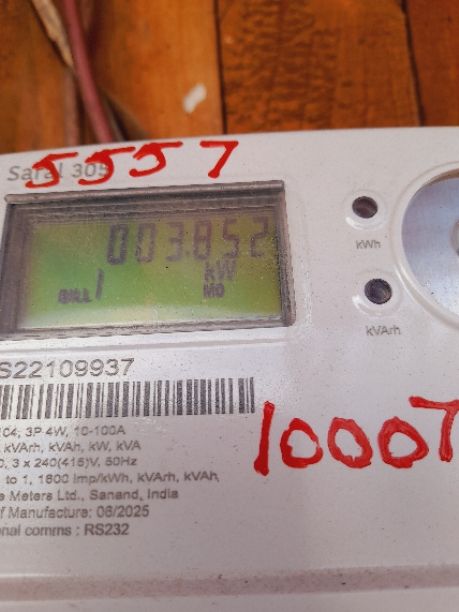 5557
Saral 305
003.852
kW
BILL 1 MD
kWh
kVArh
S22109937
1000T
104, 3P 4W, 10-100A
kVArh, kVAh, kW, kVA
0, 3 x 240(415)V, 50Hz
to 1, 1600 Imp/kWh, kVArh, kVAh,
e Meters Ltd., Sanand, India
f Manufacture: 06/2025
onal comms : RS232